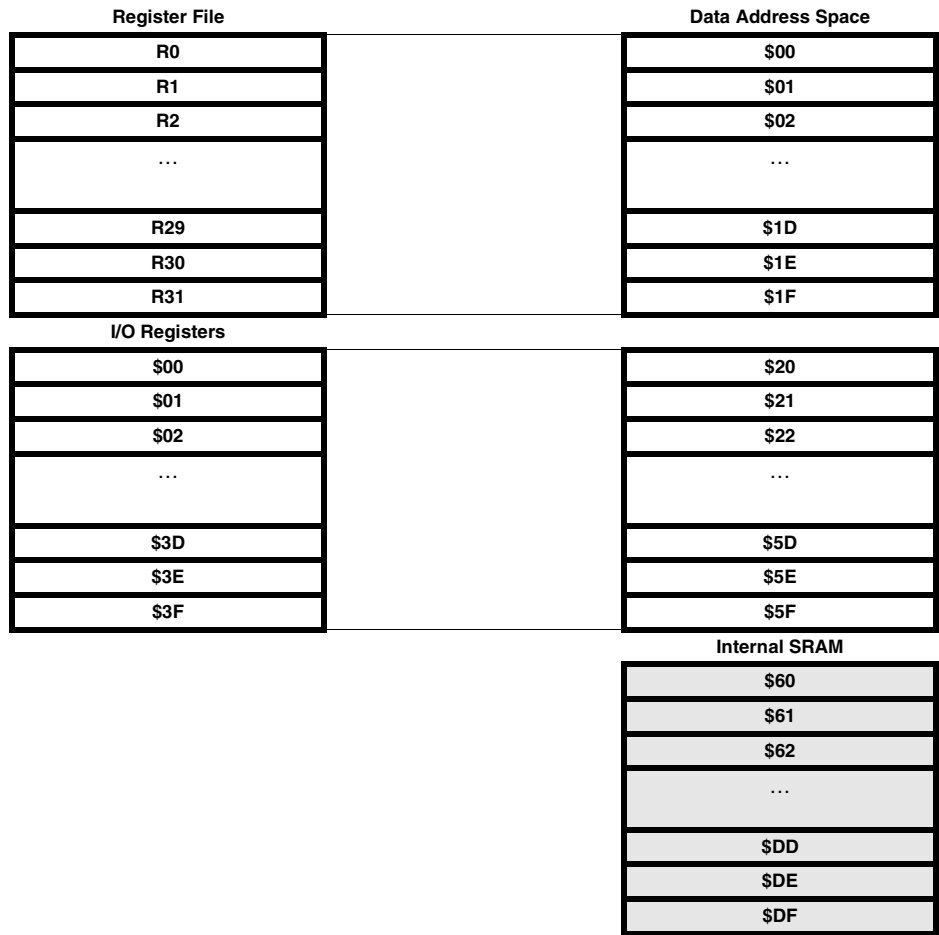 Register File
Data Address Space
R0
$00
R1
$01
R2
$02
...
...
R29
$1D
R30
$1E
R31
$1F
I/O Registers
$00
$20
$01
$21
$02
$22
...
...
$3D
$5D
$3E
$5E
$3F
$5F
Internal SRAM
$60
$61
$62
...
$DD
$DE
$DF